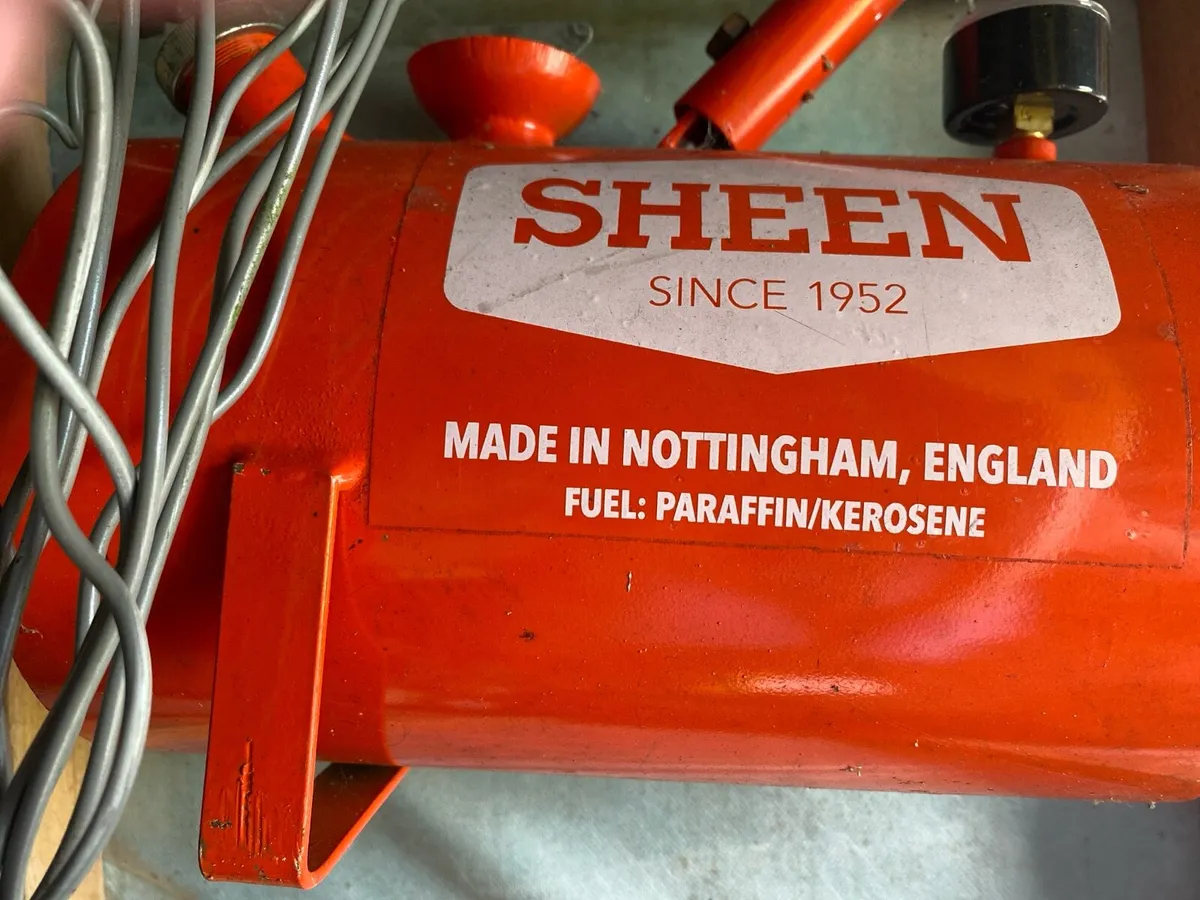 SHEEN
SINCE 1952
MADE IN NOTTINGHAM, ENGLAND
FUEL: PARAFFIN/KEROSENE